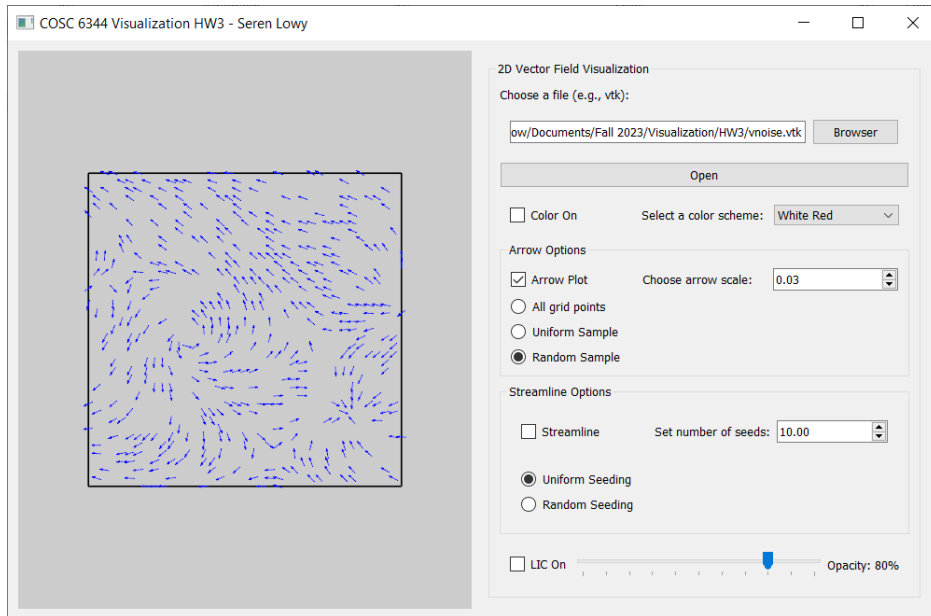 COSC 6344 Visualization HW3 - Seren Lowy
2D Vector Field Visualization
Choose a file (e.g., vtk):
ow/Documents/Fall 2023/Visualization/HW3/vnoise.vtk Browser
Open
Color On Select a color scheme: White Red
Arrow Options
Arrow Plot Choose arrow scale: 0.03
All grid points
Uniform Sample
Random Sample
Streamline Options
Streamline Set number of seeds: 10.00
Uniform Seeding
Random Seeding
LIC On Opacity: 80%